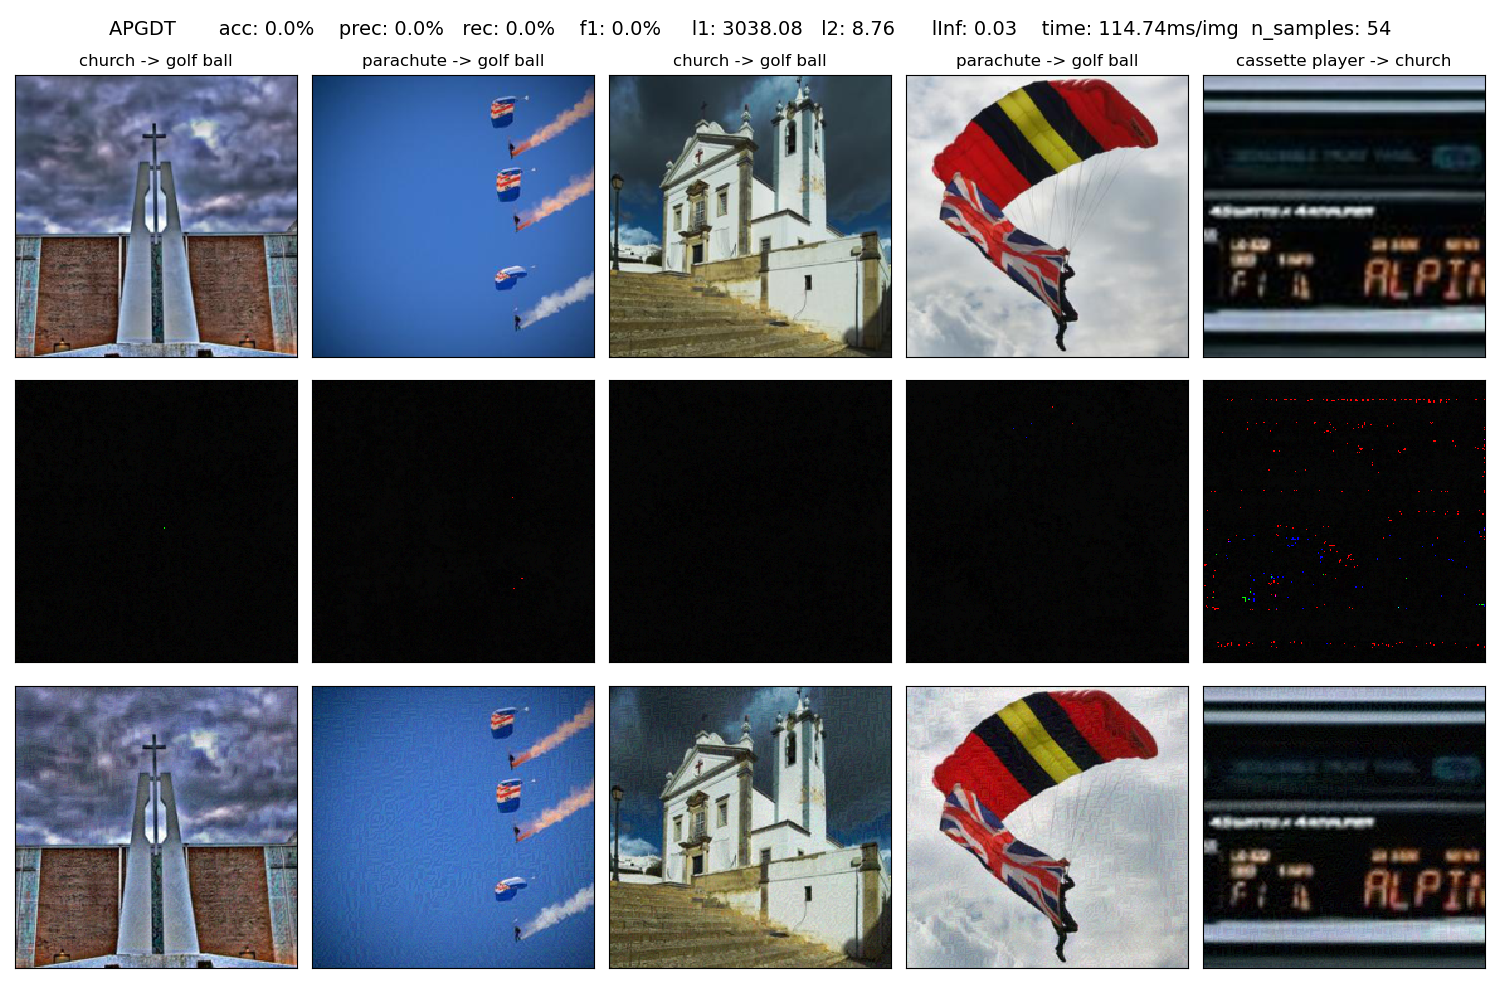 APGDT acc: 0.0% prec: 0.0% rec: 0.0% f1: 0.0% l1: 3038.08 l2: 8.76 lInf: 0.03 time: 114.74ms/img n_samples: 54
church -> golf ball
parachute -> golf ball
church -> golf ball
parachute -> golf ball
cassette player -> church
ALPIN
ALPIN